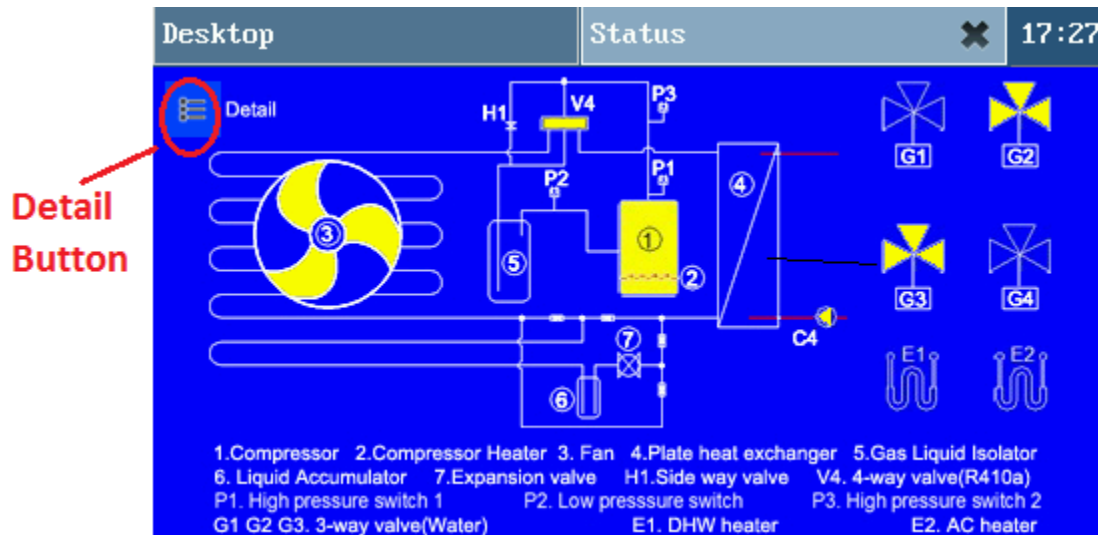 Desktop
Status
17:27
Detail
H1
V4
P3
G1
G2
P2
P1
4
3
1
5
2
Detail
Button
G3
G4
7
C4
E1
E2
6
1.Compressor 2.Compressor Heater 3. Fan 4.Plate heat exchanger 5.Gas Liquid Isolator
6. Liquid Accumulator 7.Expansion valve H1.Side way valve V4. 4-way valve(R410a)
P1. High pressure switch 1 P2. Low presssure switch P3. High pressure switch 2
G1 G2 G3. 3-way valve(Water) E1. DHW heater E2. AC heater